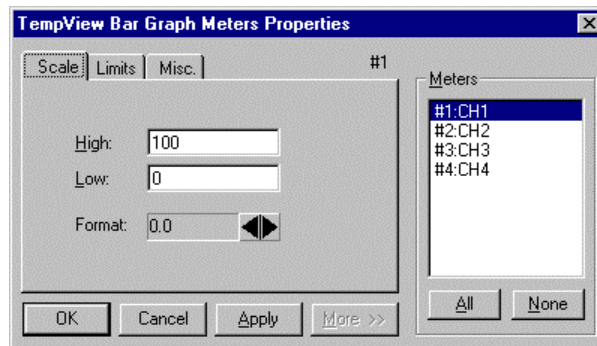 TempView Bar Graph Meters Properties
Scale Limits Misc. #1
High: 100
Low: 0
Format: 0.0
OK Cancel Apply More >>
Meters
#1:CH1
#2:CH2
#3:CH3
#4:CH4
All None